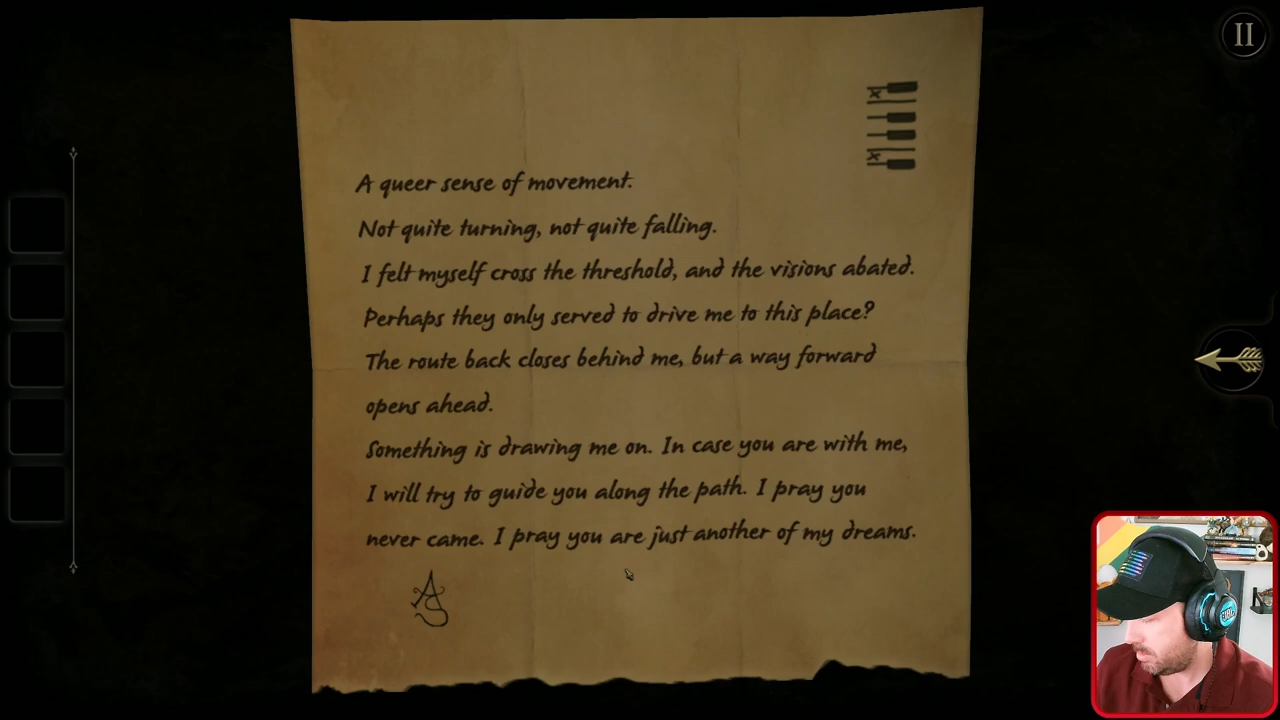 A queer sense of movement.
Not quite turning, not quite falling.
I felt myself cross the threshold, and the visions abated.
Perhaps they only served to drive me to this place?
The route back closes behind me, but a way forward
opens ahead.
Something is drawing me on. In case you are with me,
I will try to guide you along the path. I pray you
never came. I pray you are just another of my dreams.
AS